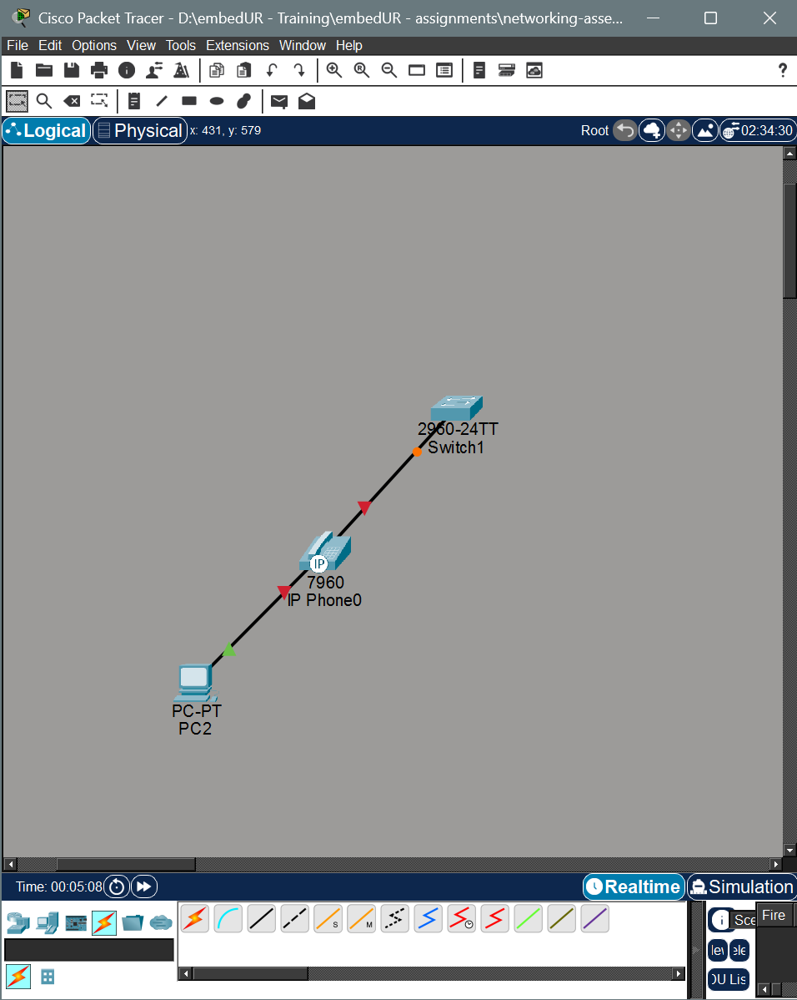 Cisco Packet Tracer - D:\embedUR - Training\embedUR - assignments\networking-asse...
File Edit Options View Tools Extensions Window Help
R
?
Logical Physical x: 431, y: 579 Root 02:34:30
2960-24TT
Switch1
IP
7960
IP Phone0
PC-PT
PC2
Time: 00:05:08 Realtime Simulation
S M
i Sce Fire
ele
DU Lis